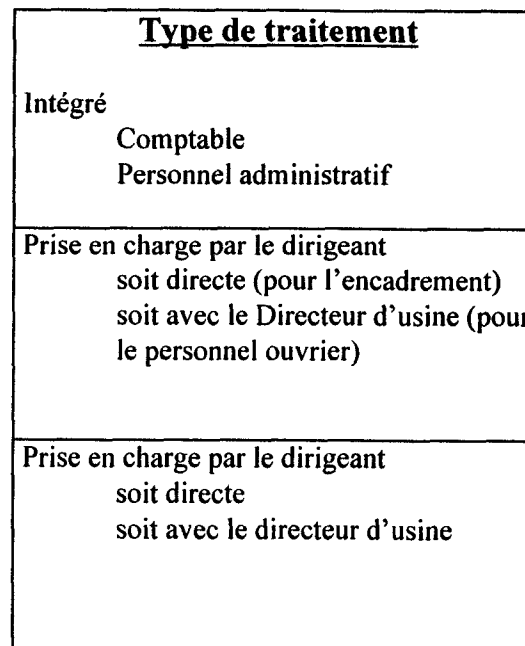 Type de traitement
Intégré
Comptable
Personnel administratif
Prise en charge par le dirigeant
soit directe (pour l'encadrement)
soit avec le Directeur d'usine (pour
le personnel ouvrier)
Prise en charge par le dirigeant
soit directe
soit avec le directeur d'usine